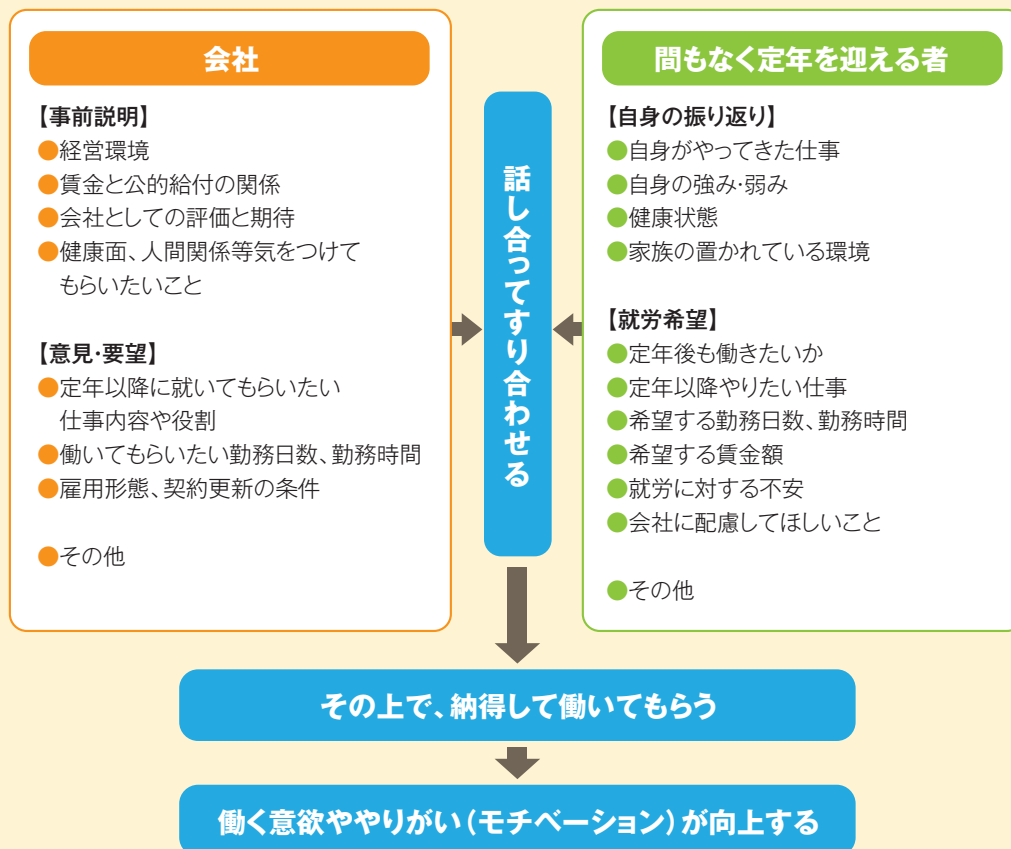 会社
【事前説明】
●経営環境
●賃金と公的給付の関係
●会社としての評価と期待
●健康面、人間関係等気をつけて
もらいたいこと
【意見・要望】
●定年以降に就いてもらいたい
仕事内容や役割
●働いてもらいたい勤務日数、勤務時間
●雇用形態、契約更新の条件
●その他
話し合ってすり合わせる
間もなく定年を迎える者
【自身の振り返り】
●自身がやってきた仕事
●自身の強み・弱み
●健康状態
●家族の置かれている環境
【就労希望】
●定年後も働きたいか
●定年以降やりたい仕事
●希望する勤務日数、勤務時間
●希望する賃金額
●就労に対する不安
●会社に配慮してほしいこと
●その他
その上で、納得して働いてもらう
働く意欲ややりがい（モチベーション）が向上する